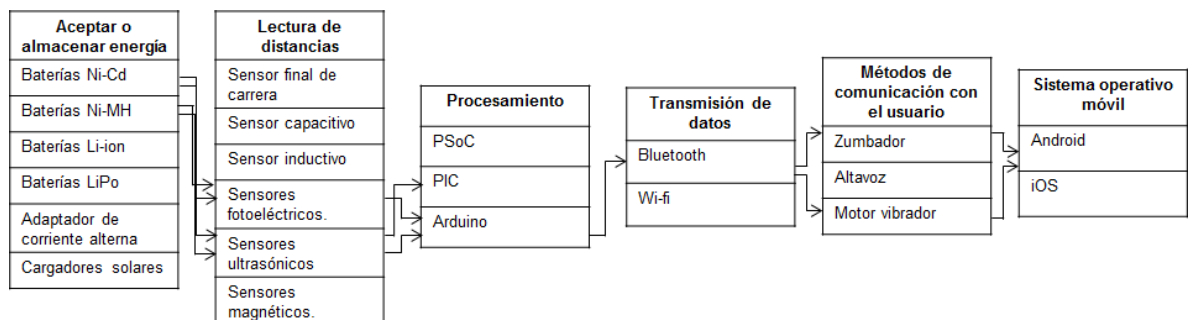 Aceptar o
almacenar energía
Baterías Ni-Cd
Baterías Ni-MH
Baterías Li-ion
Baterías LiPo
Adaptador de
corriente alterna
Cargadores solares
Lectura de
distancias
Sensor final de
carrera
Sensor capacitivo
Sensor inductivo
Sensores
fotoeléctricos.
Sensores
ultrasónicos
Sensores
magnéticos.
Procesamiento
PSoC
PIC
Arduino
Transmisión de
datos
Bluetooth
Wi-fi
Métodos de
comunicación con
el usuario
Zumbador
Altavoz
Motor vibrador
Sistema operativo
móvil
Android
iOS